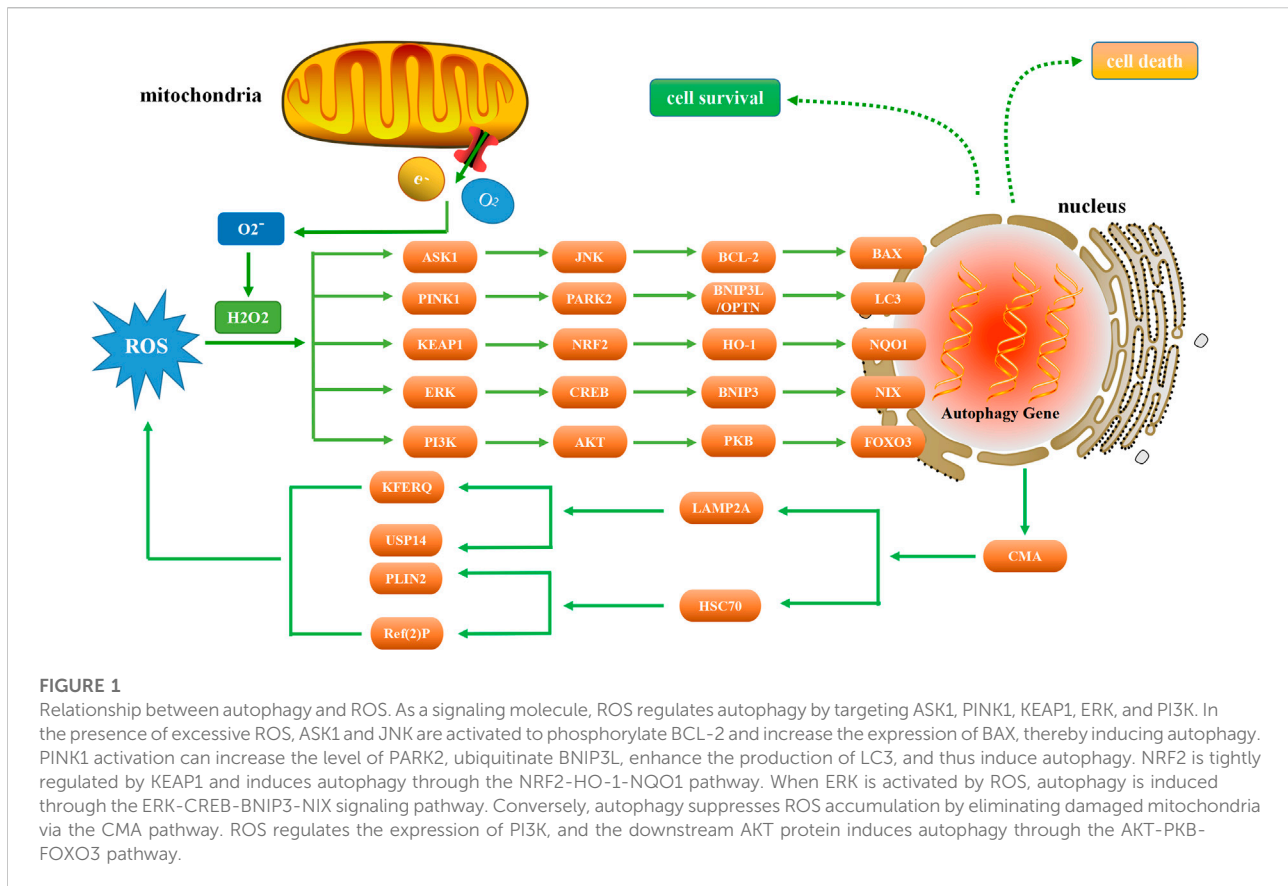 mitochondria
cell survival
cell death
e-
O2
nucleus
O2⁻
H2O2
ROS
ASK1
JNK
BCL-2
BAX
PINK1
PARK2
BNIP3L
/OPTN
LC3
KEAP1
NRF2
HO-1
NQO1
ERK
CREB
BNIP3
NIX
Autophagy Gene
PI3K
AKT
PKB
FOXO3
KFERQ
LAMP2A
USP14
CMA
PLIN2
HSC70
Ref(2)P
FIGURE 1
Relationship between autophagy and ROS. As a signaling molecule, ROS regulates autophagy by targeting ASK1, PINK1, KEAP1, ERK, and PI3K. In
the presence of excessive ROS, ASK1 and JNK are activated to phosphorylate BCL-2 and increase the expression of BAX, thereby inducing autophagy.
PINK1 activation can increase the level of PARK2, ubiquitinate BNIP3L, enhance the production of LC3, and thus induce autophagy. NRF2 is tightly
regulated by KEAP1 and induces autophagy through the NRF2-HO-1-NQO1 pathway. When ERK is activated by ROS, autophagy is induced
through the ERK-CREB-BNIP3-NIX signaling pathway. Conversely, autophagy suppresses ROS accumulation by eliminating damaged mitochondria
via the CMA pathway. ROS regulates the expression of PI3K, and the downstream AKT protein induces autophagy through the AKT-PKB-
FOXO3 pathway.